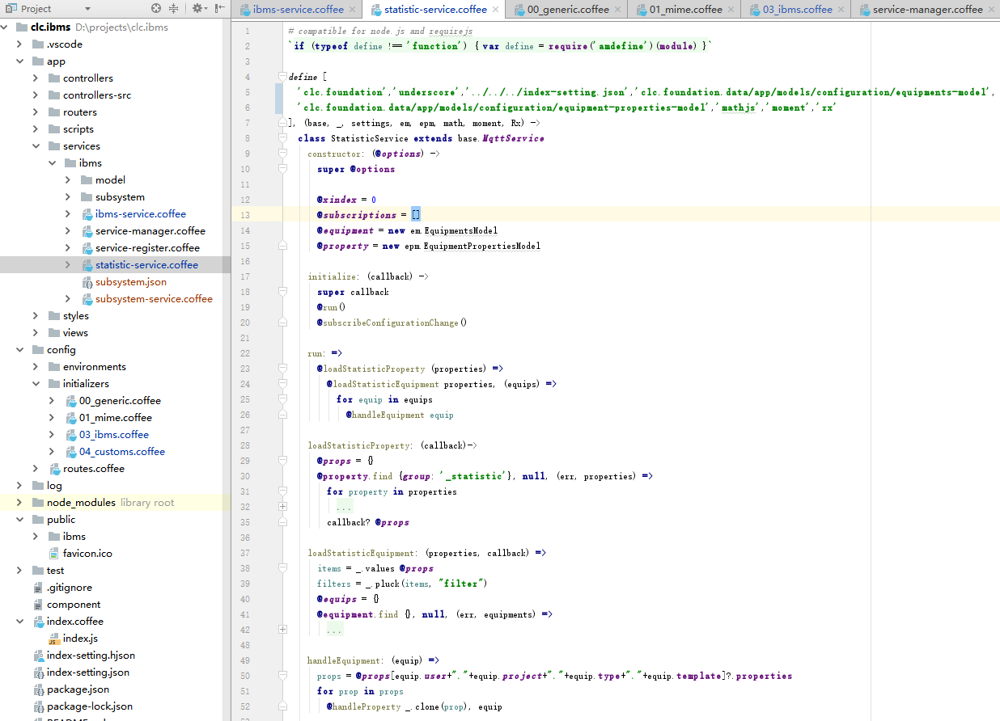 Project
clc.ibms D:\projects\clc.ibms
.vscode
app
controllers
controllers-src
routers
scripts
services
ibms
model
subsystem
ibms-service.coffee
service-manager.coffee
service-register.coffee
statistic-service.coffee
subsystem.json
subsystem-service.coffee
styles
views
config
environments
initializers
00_generic.coffee
01_mime.coffee
03_ibms.coffee
04_customs.coffee
routes.coffee
log
node_modules library root
public
ibms
favicon.ico
test
.gitignore
component
index.coffee
index.js
index-setting.hjson
index-setting.json
package.json
package-lock.json
ibms-service.coffee statistic-service.coffee 00_generic.coffee 01_mime.coffee 03_ibms.coffee service-manager.coffee
1 # compatible for node.js and requirejs
2 `if (typeof define !== 'function') { var define = require('amdefine')(module) }`
3
4 define [
5 'clc.foundation','underscore','../../../index-setting.json','clc.foundation.data/app/models/configuration/equipments-model',
6 'clc.foundation.data/app/models/configuration/equipment-properties-model','mathjs','moment','rx'
7 ], (base, _, settings, em, epm, math, moment, Rx) ->
8 class StatisticService extends base.MqttService
9 constructor: (@options) ->
10 super @options
11
12 @xindex = 0
13 @subscriptions = []
14 @equipment = new em.EquipmentsModel
15 @property = new epm.EquipmentPropertiesModel
16
17 initialize: (callback) ->
18 super callback
19 @run()
20 @subscribeConfigurationChange()
21
22 run: =>
23 @loadStatisticProperty (properties) =>
24 @loadStatisticEquipment properties, (equips) =>
25 for equip in equips
26 @handleEquipment equip
27
28 loadStatisticProperty: (callback)->
29 @props = {}
30 @property.find {group: '_statistic'}, null, (err, properties) =>
31 for property in properties
32 ...
35 callback? @props
36
37 loadStatisticEquipment: (properties, callback) =>
38 items = _.values @props
39 filters = _.pluck(items, "filter")
40 @equips = {}
41 @equipment.find {}, null, (err, equipments) =>
42 ...
48
49 handleEquipment: (equip) =>
50 props = @props[equip.user+"."+equip.project+"."+equip.type+"."+equip.template]?.properties
51 for prop in props
52 @handleProperty _.clone(prop), equip